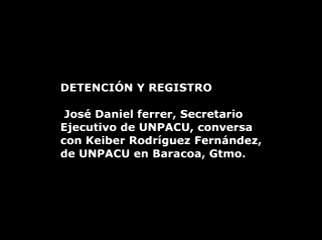 DETENCIÓN Y REGISTRO
José Daniel ferrer, Secretario
Ejecutivo de UNPACU, conversa
con Keiber Rodríguez Fernández,
de UNPACU en Baracoa, Gtmo.